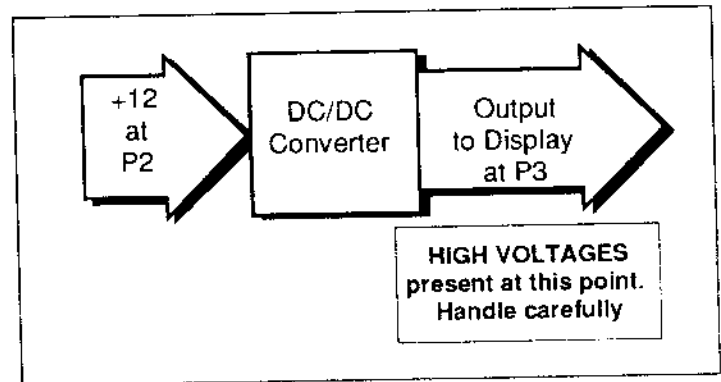 +12
at
P2
DC/DC
Converter
Output
to Display
at P3
HIGH VOLTAGES
present at this point.
Handle carefully